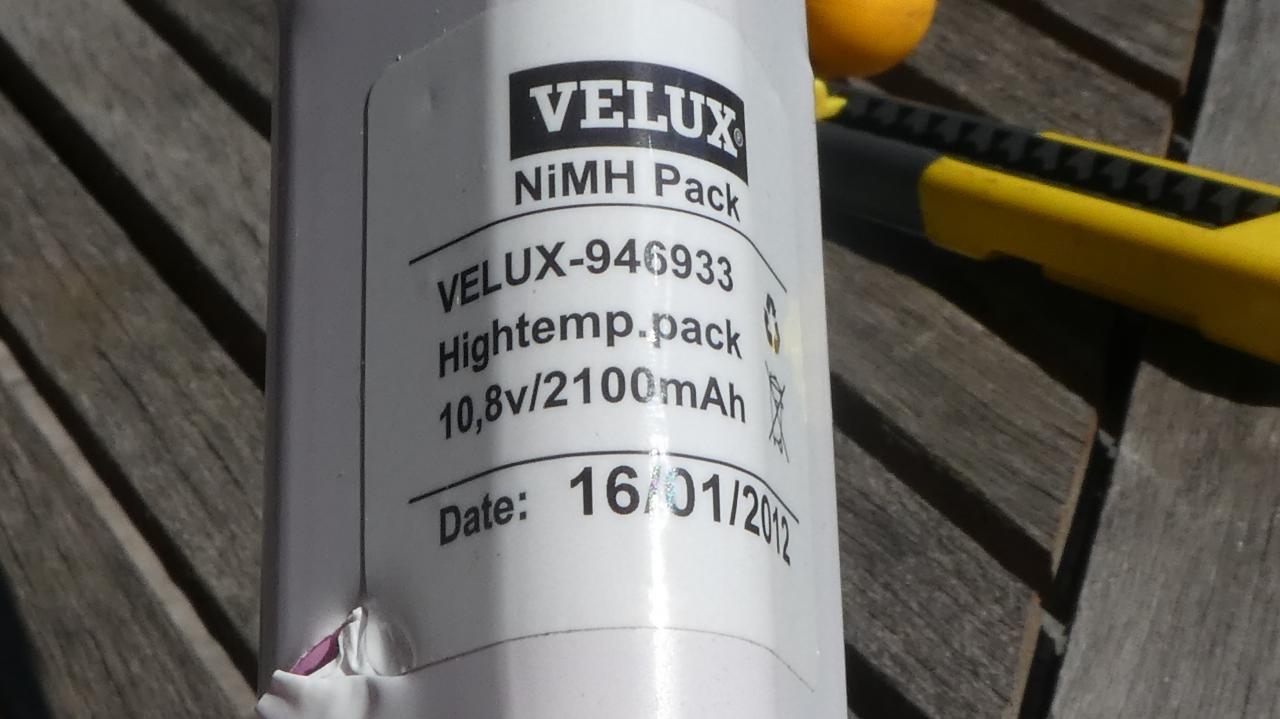 VELUX®
NiMH Pack
VELUX-946933
Hightemp.pack
10,8v/2100mAh
Date: 16/01/2012